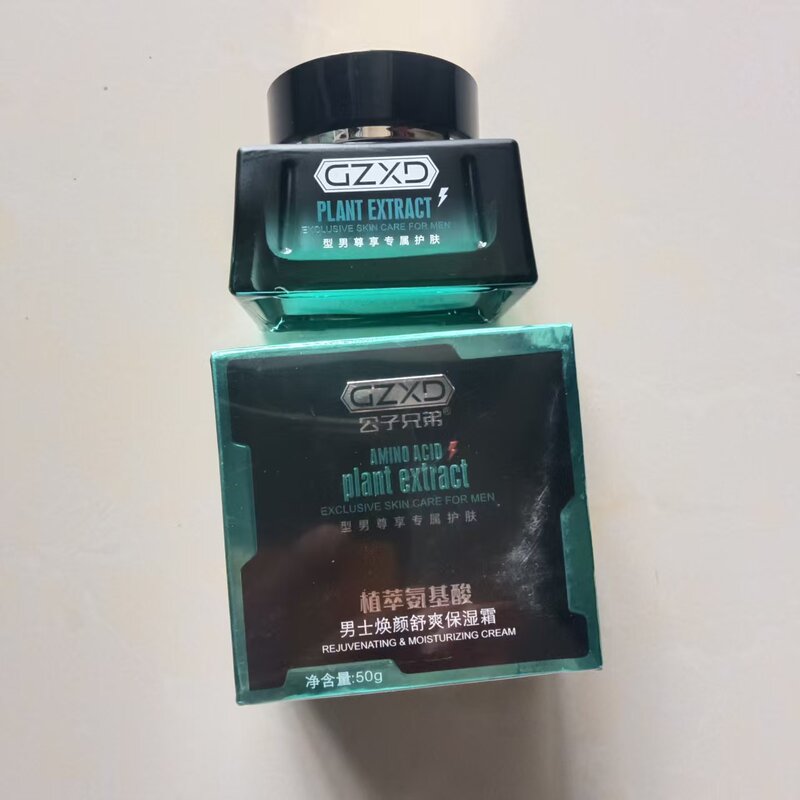 GZXD
PLANT EXTRACT
EXCLUSIVE SKIN CARE FOR MEN
型男尊享专属护肤
GZXD
公子兄弟®
AMINO ACID
plant extract
EXCLUSIVE SKIN CARE FOR MEN
型男尊享专属护肤
植萃氨基酸
男士焕颜舒爽保湿霜
REJUVENATING & MOISTURIZING CREAM
净含量:50g